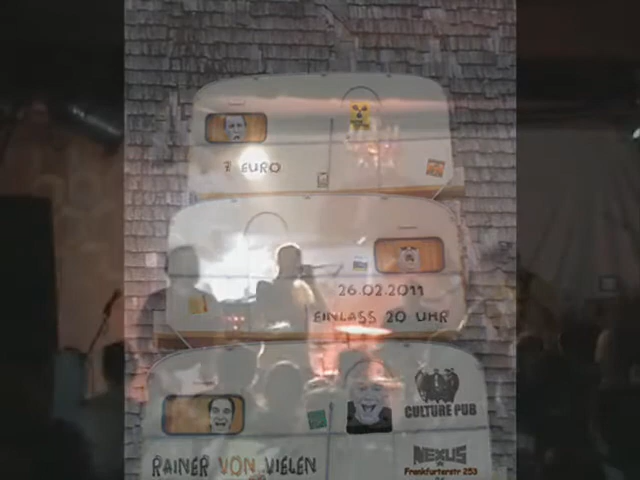 7 EURO
26.02.2011
EINLASS 20 UHR
CULTURE PUB
RAINER VON VIELEN
NEXUS
Frankfurterstr 253